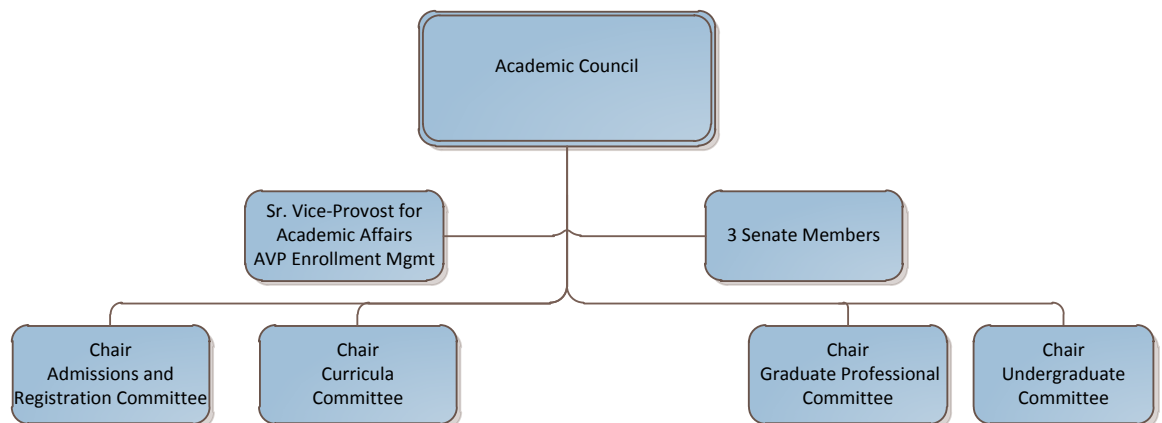 Academic Council
Sr. Vice-Provost for
Academic Affairs
AVP Enrollment Mgmt
3 Senate Members
Chair
Admissions and
Registration Committee
Chair
Curricula
Committee
Chair
Graduate Professional
Committee
Chair
Undergraduate
Committee